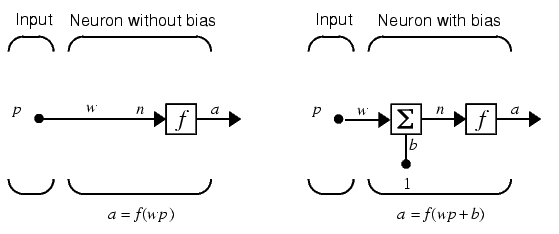 Input Neuron without bias
p w n f a
a = f(wp)
Input Neuron with bias
p w Σ n f a
b
1
a = f(wp + b)